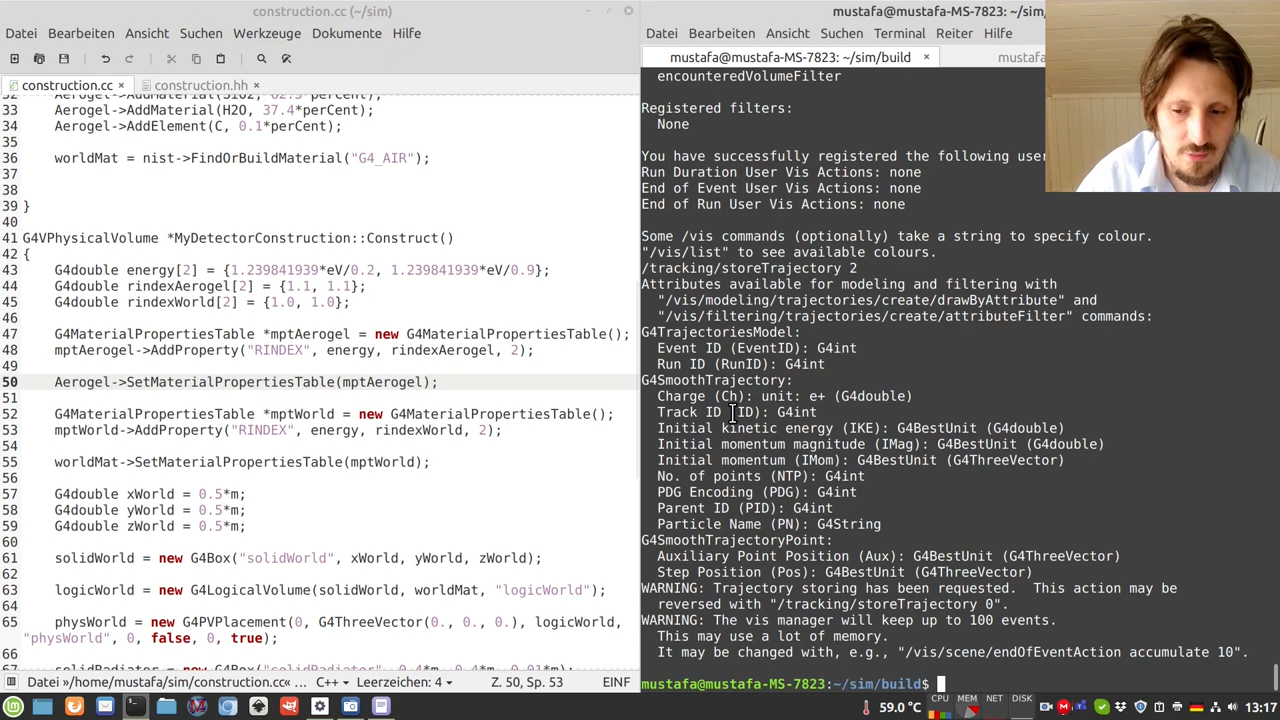 construction.cc (~/sim)
Datei Bearbeiten Ansicht Suchen Werkzeuge Dokumente Hilfe
construction.cc × construction.hh ×
33 Aerogel->AddMaterial(H2O, 37.4*perCent);
34 Aerogel->AddElement(C, 0.1*perCent);
35
36 worldMat = nist->FindOrBuildMaterial("G4_AIR");
37
38
39 }
40
41 G4VPhysicalVolume *MyDetectorConstruction::Construct()
42 {
43 G4double energy[2] = {1.239841939*eV/0.2, 1.239841939*eV/0.9};
44 G4double rindexAerogel[2] = {1.1, 1.1};
45 G4double rindexWorld[2] = {1.0, 1.0};
46
47 G4MaterialPropertiesTable *mptAerogel = new G4MaterialPropertiesTable();
48 mptAerogel->AddProperty("RINDEX", energy, rindexAerogel, 2);
49
50 Aerogel->SetMaterialPropertiesTable(mptAerogel);
51
52 G4MaterialPropertiesTable *mptWorld = new G4MaterialPropertiesTable();
53 mptWorld->AddProperty("RINDEX", energy, rindexWorld, 2);
54
55 worldMat->SetMaterialPropertiesTable(mptWorld);
56
57 G4double xWorld = 0.5*m;
58 G4double yWorld = 0.5*m;
59 G4double zWorld = 0.5*m;
60
61 solidWorld = new G4Box("solidWorld", xWorld, yWorld, zWorld);
62
63 logicWorld = new G4LogicalVolume(solidWorld, worldMat, "logicWorld");
64
65 physWorld = new G4PVPlacement(0, G4ThreeVector(0., 0., 0.), logicWorld,
"physWorld", 0, false, 0, true);
66
Datei »/home/mustafa/sim/construction.cc« ... C++ Leerzeichen: 4 Z. 50, Sp. 53 EINF
mustafa@mustafa-MS-7823: ~/sim/
Datei Bearbeiten Ansicht Suchen Terminal Reiter Hilfe
mustafa@mustafa-MS-7823: ~/sim/build × mustafa
encounteredVolumeFilter
Registered filters:
None
You have successfully registered the following user
Run Duration User Vis Actions: none
End of Event User Vis Actions: none
End of Run User Vis Actions: none
Some /vis commands (optionally) take a string to specify colour.
"/vis/list" to see available colours.
/tracking/storeTrajectory 2
Attributes available for modeling and filtering with
"/vis/modeling/trajectories/create/drawByAttribute" and
"/vis/filtering/trajectories/create/attributeFilter" commands:
G4TrajectoriesModel:
Event ID (EventID): G4int
Run ID (RunID): G4int
G4SmoothTrajectory:
Charge (Ch): unit: e+ (G4double)
Track ID (ID): G4int
Initial kinetic energy (IKE): G4BestUnit (G4double)
Initial momentum magnitude (IMag): G4BestUnit (G4double)
Initial momentum (IMom): G4BestUnit (G4ThreeVector)
No. of points (NTP): G4int
PDG Encoding (PDG): G4int
Parent ID (PID): G4int
Particle Name (PN): G4String
G4SmoothTrajectoryPoint:
Auxiliary Point Position (Aux): G4BestUnit (G4ThreeVector)
Step Position (Pos): G4BestUnit (G4ThreeVector)
WARNING: Trajectory storing has been requested.  This action may be
reversed with "/tracking/storeTrajectory 0".
WARNING: The vis manager will keep up to 100 events.
This may use a lot of memory.
It may be changed with, e.g., "/vis/scene/endOfEventAction accumulate 10".
mustafa@mustafa-MS-7823:~/sim/build$
CPU MEM NET DISK 59.0°C 13:17